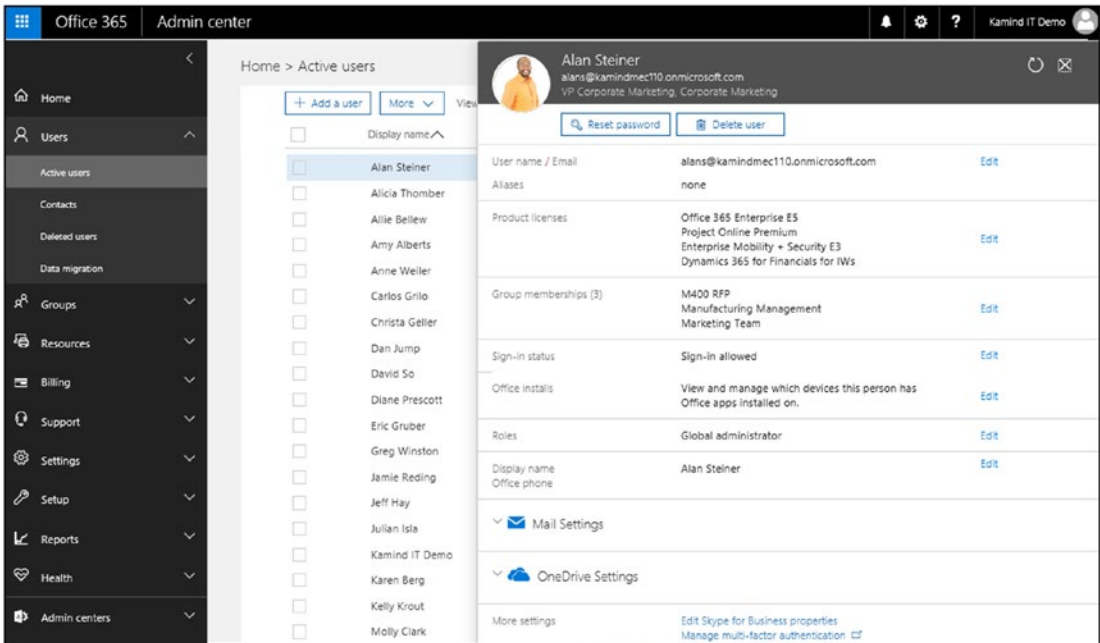 Office 365
Admin center
?
Kamind IT Demo
Home
Users
Active users
Contacts
Deleted users
Data migration
Groups
Resources
Billing
Support
Settings
Setup
Reports
Health
Admin centers
Home > Active users
+ Add a user
More
View
Display name
Alan Steiner
Alicia Thomber
Allie Bellew
Amy Alberts
Anne Weiler
Carlos Grilo
Christa Geller
Dan Jump
David So
Diane Prescott
Eric Gruber
Greg Winston
Jamie Reding
Jeff Hay
Julian Isla
Kamind IT Demo
Karen Berg
Kelly Krout
Molly Clark
Alan Steiner
alans@kamindmec110.onmicrosoft.com
VP Corporate Marketing, Corporate Marketing
Reset password
Delete user
User name / Email alans@kamindmec110.onmicrosoft.com Edit
Aliases none
Product licenses Office 365 Enterprise E5
Project Online Premium
Edit
Enterprise Mobility + Security E3
Dynamics 365 for Financials for IWs
Group memberships (3) M400 RFP
Manufacturing Management Edit
Marketing Team
Sign-in status Sign-in allowed Edit
Office installs View and manage which devices this person has
Office apps installed on. Edit
Roles Global administrator Edit
Display name Alan Steiner Edit
Office phone
Mail Settings
OneDrive Settings
More settings Edit Skype for Business properties
Manage multi-factor authentication